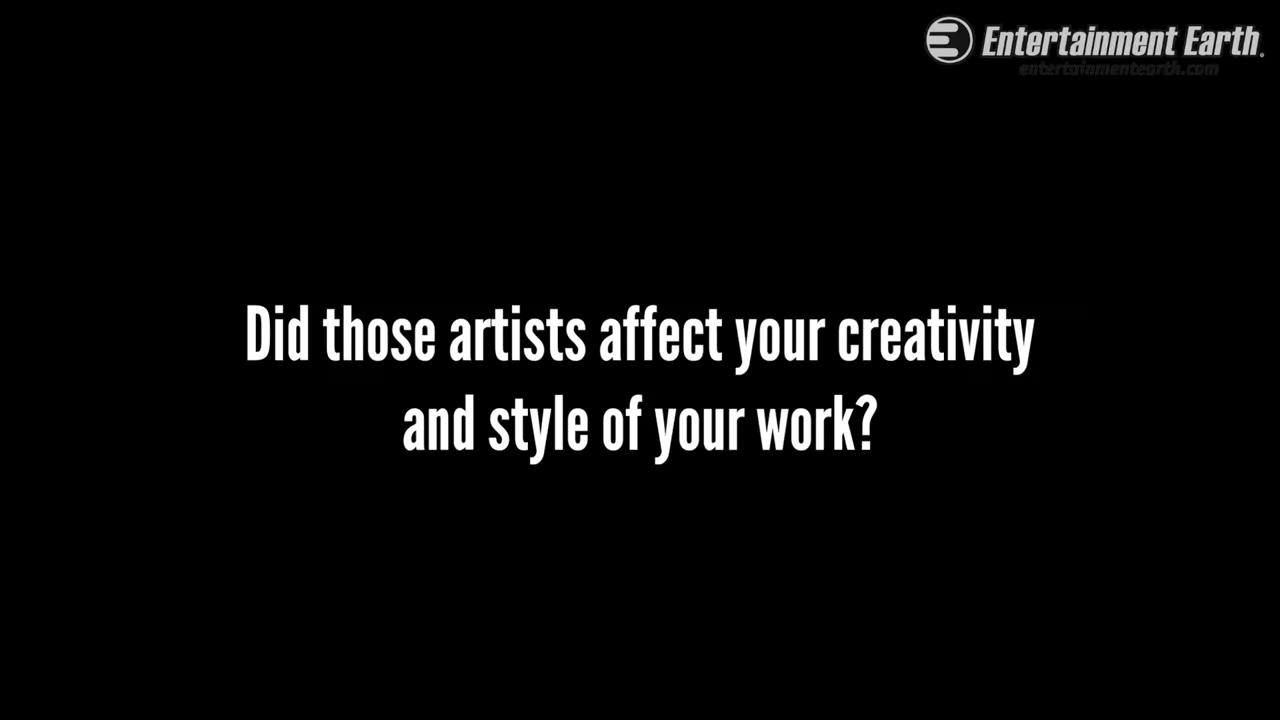 Entertainment Earth.
entertainmentearth.com
Did those artists affect your creativity
and style of your work?